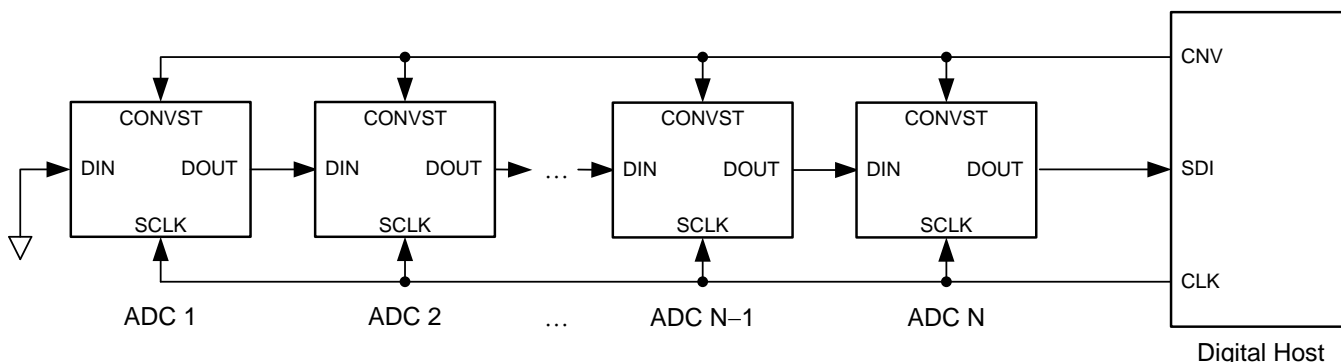 CNV
CONVST CONVST CONVST CONVST
DIN DOUT DIN DOUT ... DIN DOUT DIN DOUT SDI
SCLK SCLK SCLK SCLK
CLK
ADC 1 ADC 2 ... ADC N–1 ADC N
Digital Host